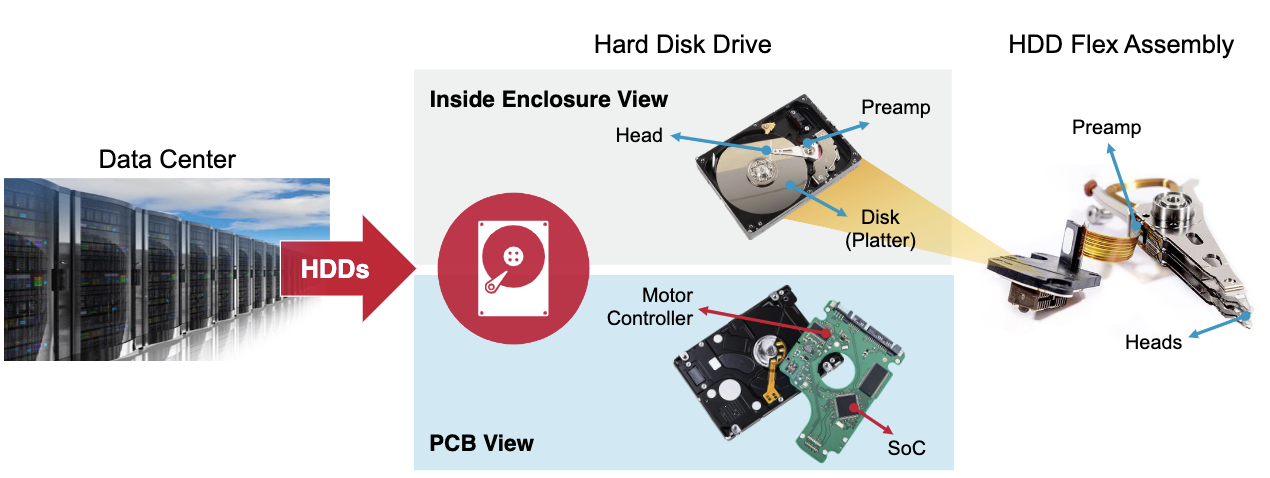 Hard Disk Drive
HDD Flex Assembly
Inside Enclosure View
Preamp
Head
Preamp
Data Center
Disk
(Platter)
HDDs
Motor
Controller
Heads
PCB View
SoC